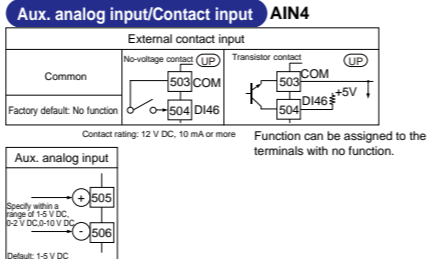 Aux. analog input/Contact input AIN4
External contact input
Common
No-voltage contact UP
Transistor contact UP
503 COM
503 COM
+5V
Factory default: No function
504 DI46
504 DI46
Contact rating: 12 V DC, 10 mA or more
Function can be assigned to the
terminals with no function.
Aux. analog input
+ 505
Specify within a
range of 1-5 V DC,
0-2 V DC,0-10 V DC
- 506
Default: 1-5 V DC